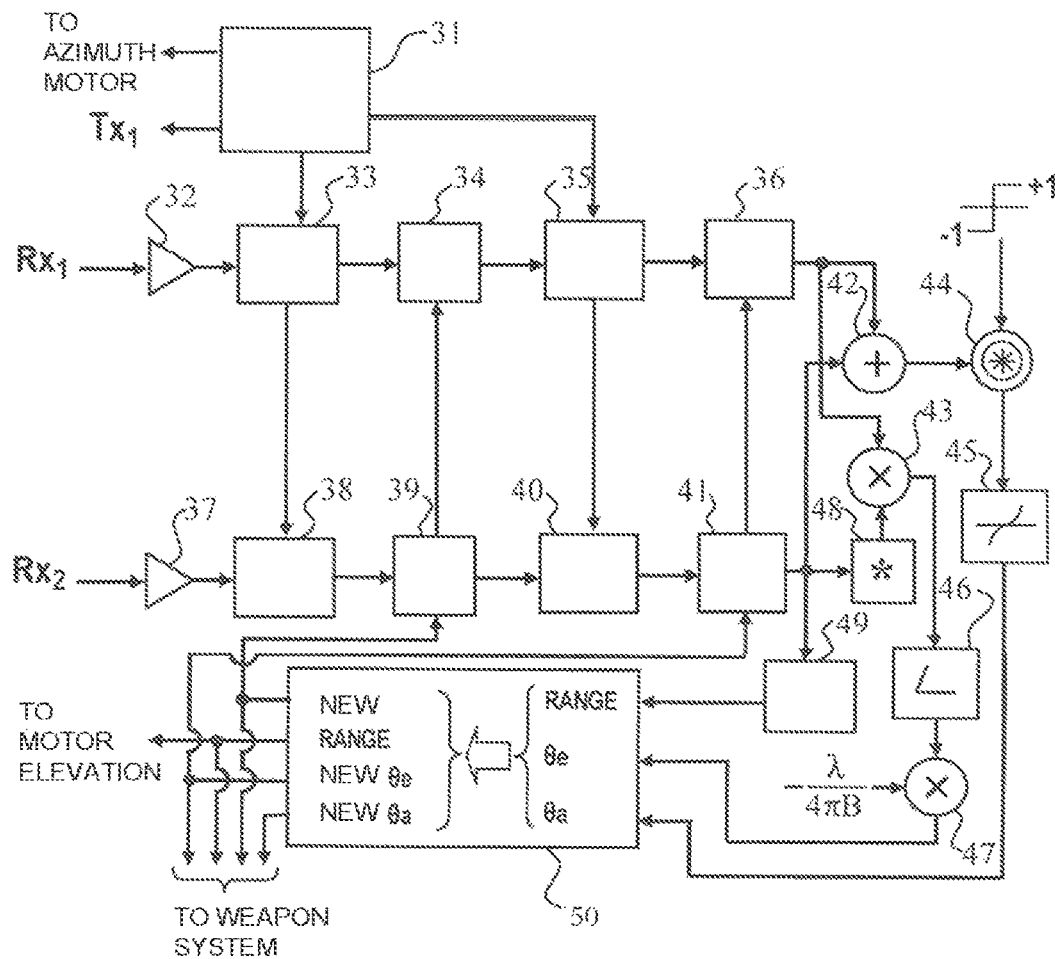 TO
AZIMUTH
MOTOR
31
Tx1
32
33
34
35
36
+1
-1
Rx1
42
44
+
*
43
×
45
37
38
39
40
41
48
Rx2
*
46
49
TO
MOTOR
ELEVATION
NEW
RANGE
NEW θe
NEW θa
RANGE
θe
θa
λ
4πB
×
47
50
TO WEAPON
SYSTEM